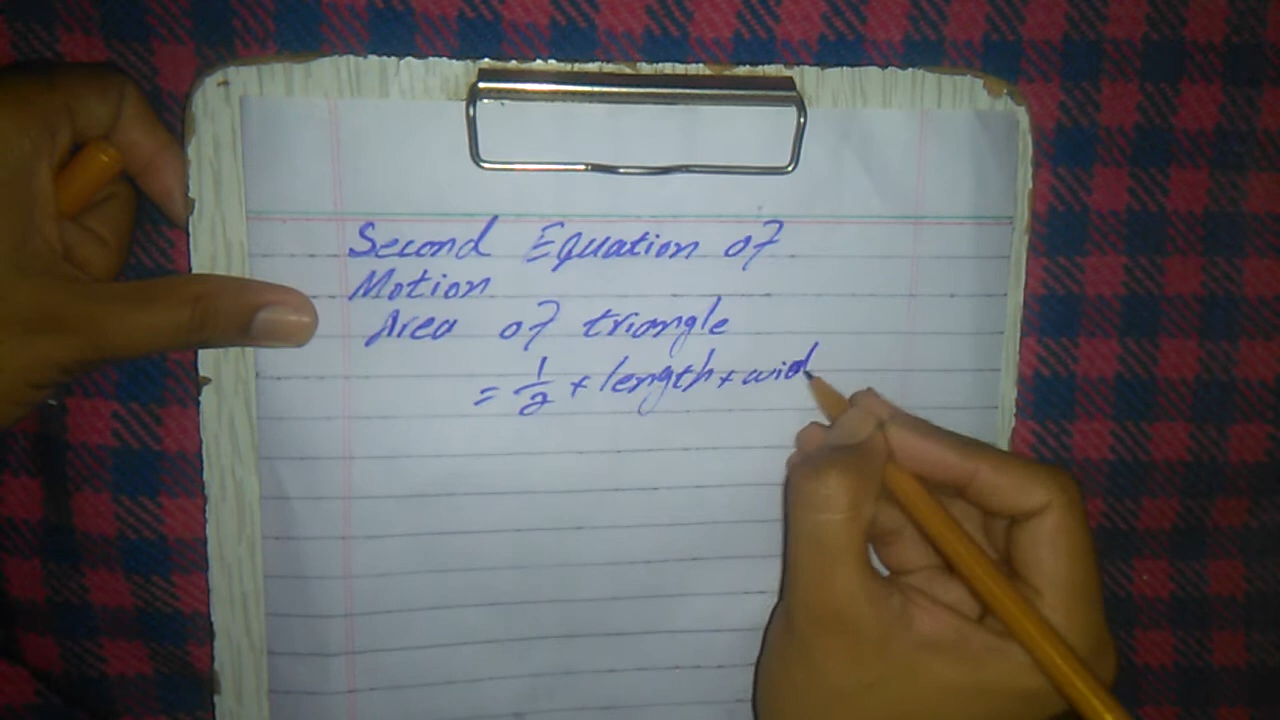 Second Equation of
Motion
Area of triangle
= 1/2 × length × wid